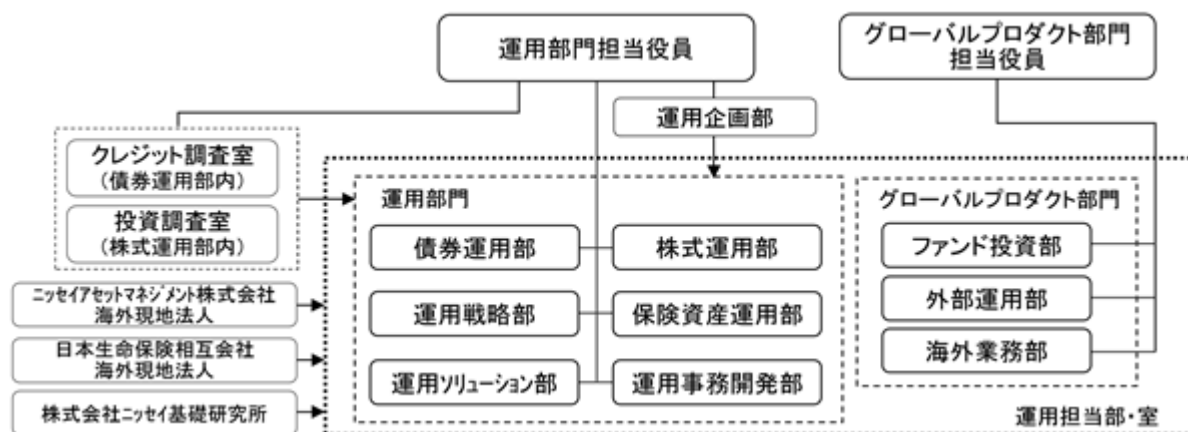 運用部門担当役員
グローバルプロダクト部門
担当役員
運用企画部
クレジット調査室
（債券運用部内）
投資調査室
（株式運用部内）
運用部門
債券運用部
株式運用部
運用戦略部
保険資産運用部
運用ｿﾘｭｰｼｮﾝ部
運用事務開発部
グローバルプロダクト部門
ファンド投資部
外部運用部
海外業務部
ﾆｯｾｲｱｾｯﾄﾏﾈｼﾞﾒﾝﾄ株式会社
海外現地法人
日本生命保険相互会社
海外現地法人
株式会社ニッセイ基礎研究所
運用担当部・室